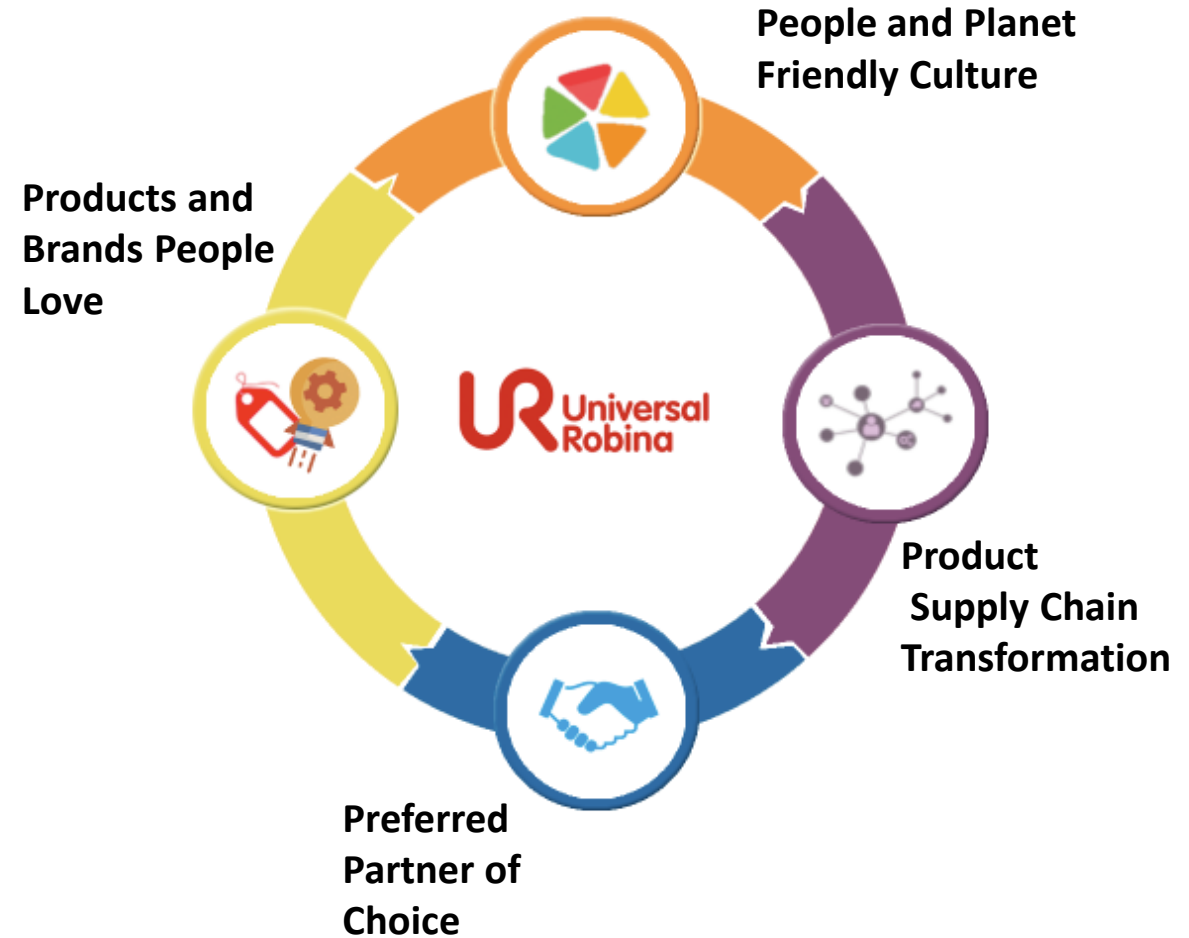 People and Planet
Friendly Culture
Products and
Brands People
Love
Universal
Robina
Product
Supply Chain
Transformation
Preferred
Partner of
Choice